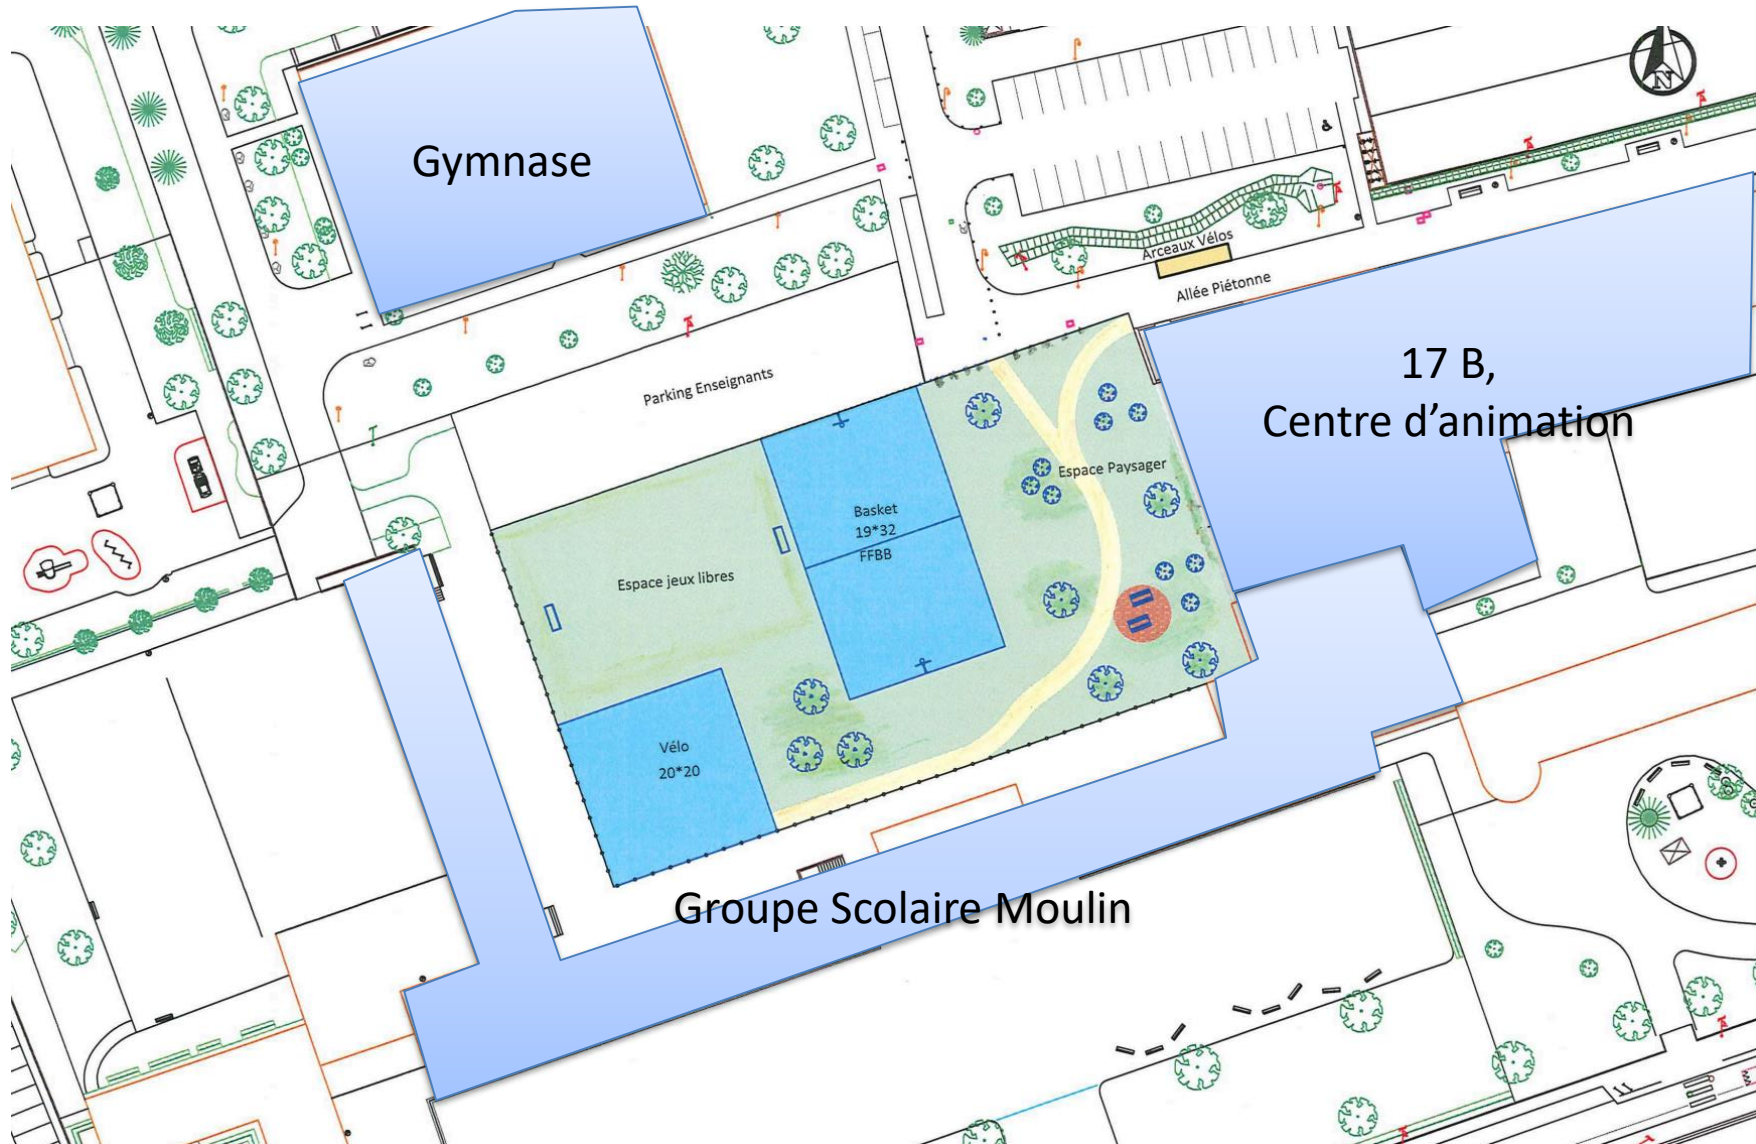 Gymnase
N
Arceaux Vélos
Allée Piétonne
17 B,
Centre d’animation
Parking Enseignants
Espace Paysager
Basket
19*32
FFBB
Espace jeux libres
Vélo
20*20
Groupe Scolaire Moulin